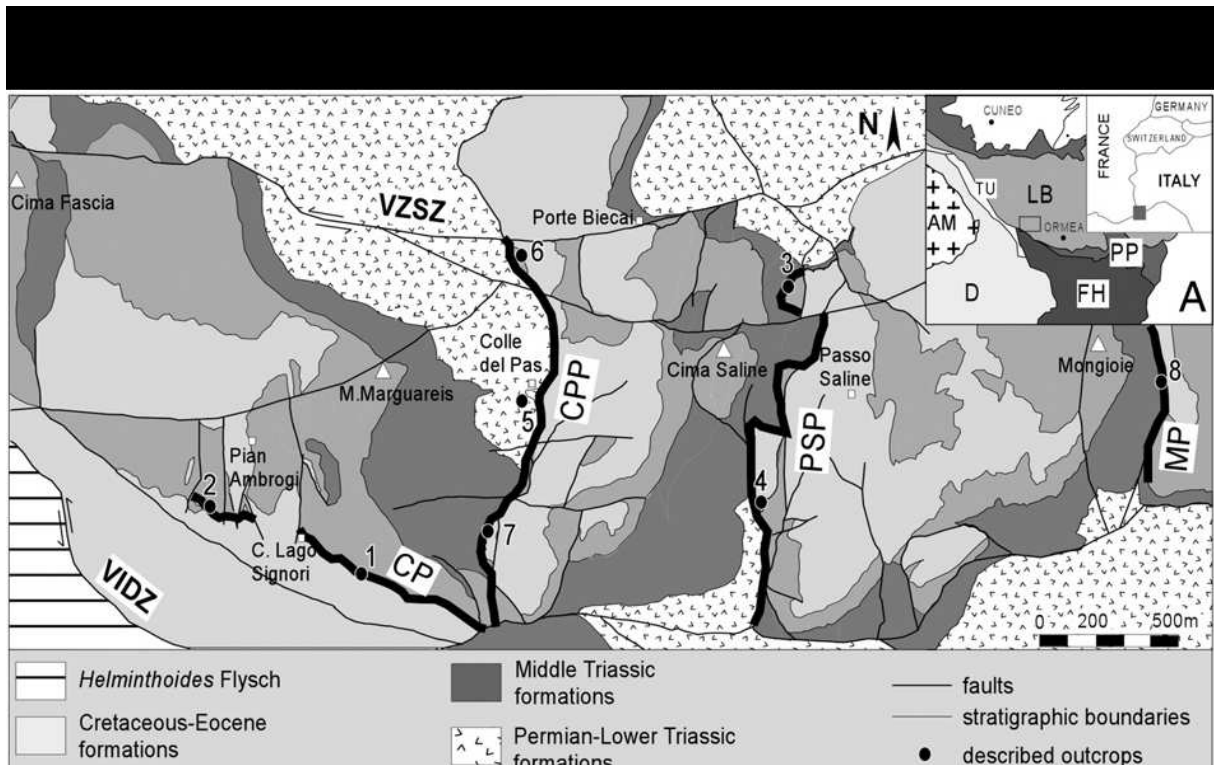 N
CUNEO
GERMANY
SWITZERLAND
FRANCE
ITALY
TU
LB
AM
ORMEA
PP
D
FH
A
Cima Fascia
VZSZ
Porte Biecai
6
3
Colle
del Pas
CPP
M.Marguareis
5
Cima Saline
Passo
Saline
Mongioie
8
MP
PSP
Pian
Ambrogi
2
4
7
C. Lago
Signori
1
CP
VIDZ
0 200 500m
Helminthoides Flysch
Cretaceous-Eocene
formations
Middle Triassic
formations
Permian-Lower Triassic
formations
faults
stratigraphic boundaries
described outcrops